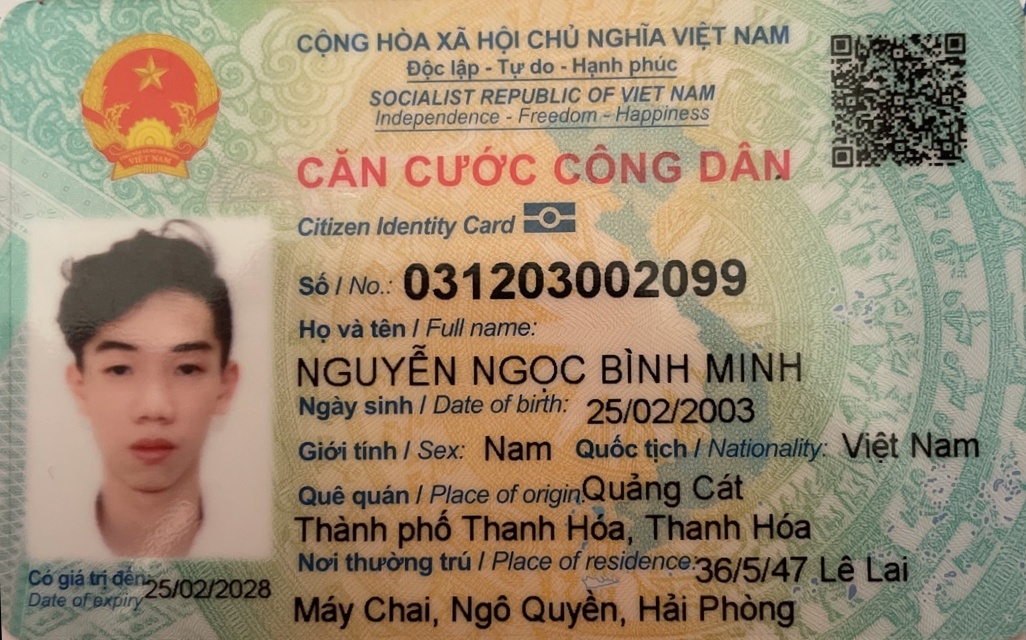 CỘNG HÒA XÃ HỘI CHỦ NGHĨA VIỆT NAM
Độc lập - Tự do - Hạnh phúc
SOCIALIST REPUBLIC OF VIET NAM
Independence - Freedom - Happiness
VIỆT NAM
CĂN CƯỚC CÔNG DÂN
Citizen Identity Card
Số / No.: 031203002099
Họ và tên / Full name:
NGUYỄN NGỌC BÌNH MINH
Ngày sinh / Date of birth: 25/02/2003
Giới tính / Sex: Nam Quốc tịch / Nationality: Việt Nam
Quê quán / Place of origin: Quảng Cát
Thành phố Thanh Hóa, Thanh Hóa
Nơi thường trú / Place of residence: 36/5/47 Lê Lai
Máy Chai, Ngô Quyền, Hải Phòng
Có giá trị đến: 25/02/2028
Date of expiry